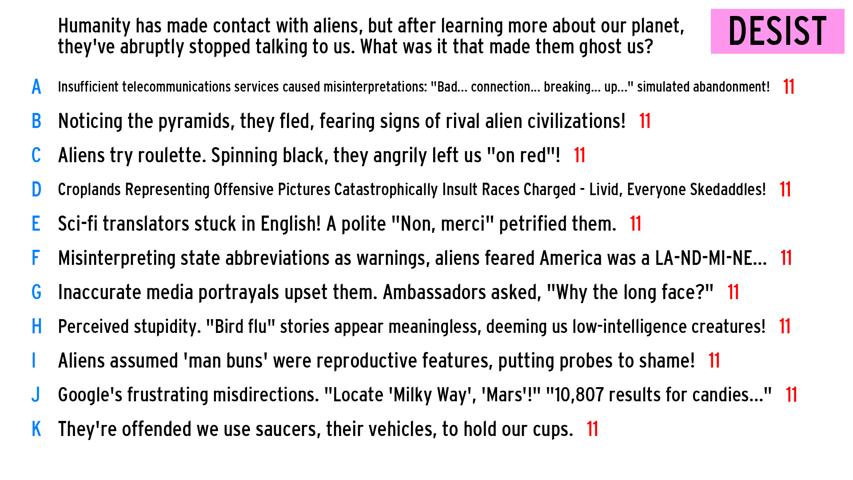 Humanity has made contact with aliens, but after learning more about our planet,
they've abruptly stopped talking to us. What was it that made them ghost us?
DESIST
A Insufficient telecommunications services caused misinterpretations: "Bad... connection... breaking... up..." simulated abandonment! 11
B Noticing the pyramids, they fled, fearing signs of rival alien civilizations! 11
C Aliens try roulette. Spinning black, they angrily left us "on red"! 11
D Croplands Representing Offensive Pictures Catastrophically Insult Races Charged - Livid, Everyone Skedaddles! 11
E Sci-fi translators stuck in English! A polite "Non, merci" petrified them. 11
F Misinterpreting state abbreviations as warnings, aliens feared America was a LA-ND-MI-NE... 11
G Inaccurate media portrayals upset them. Ambassadors asked, "Why the long face?" 11
H Perceived stupidity. "Bird flu" stories appear meaningless, deeming us low-intelligence creatures! 11
I Aliens assumed 'man buns' were reproductive features, putting probes to shame! 11
J Google's frustrating misdirections. "Locate 'Milky Way', 'Mars'!" "10,807 results for candies..." 11
K They're offended we use saucers, their vehicles, to hold our cups. 11